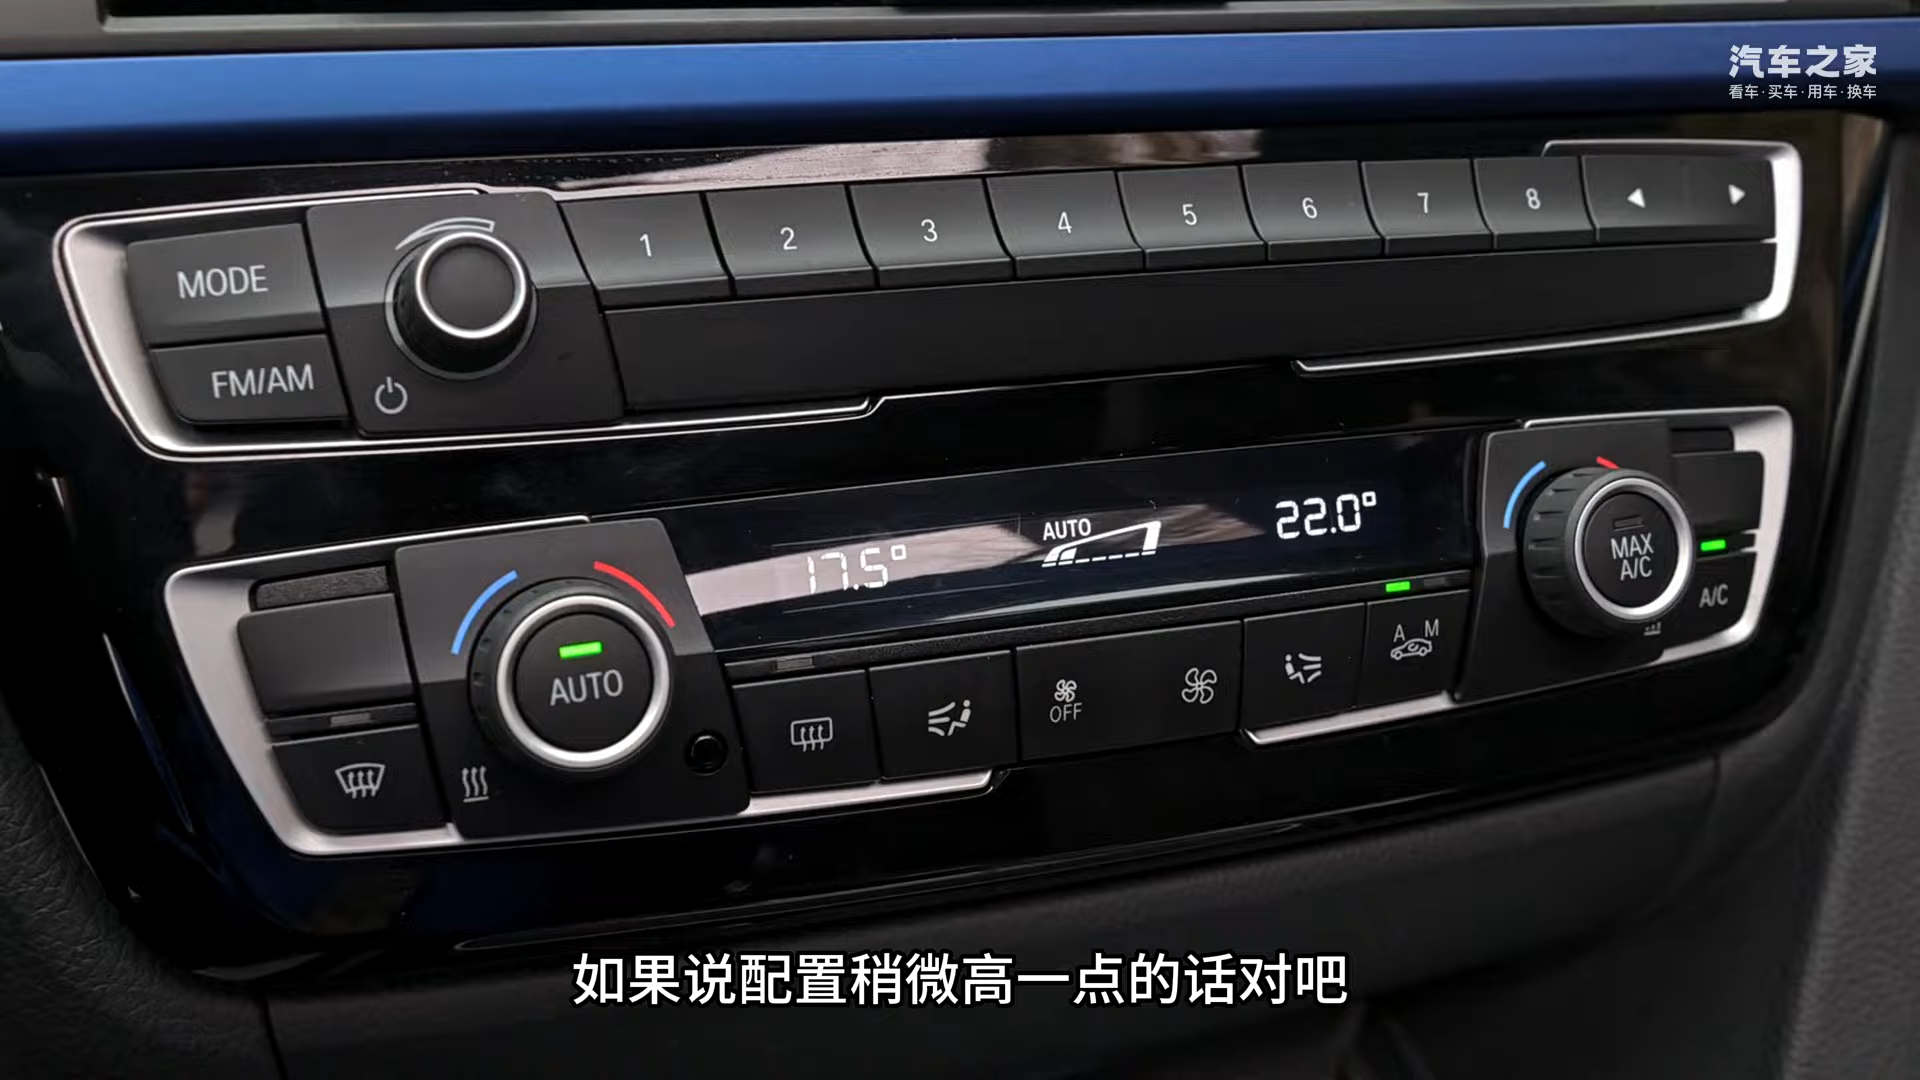 汽车之家
看车·买车·用车·换车
MODE
1 2 3 4 5 6 7 8
FM/AM
17.5°
AUTO
22.0°
MAX
A/C
A/C
AUTO
OFF
A M
如果说配置稍微高一点的话对吧